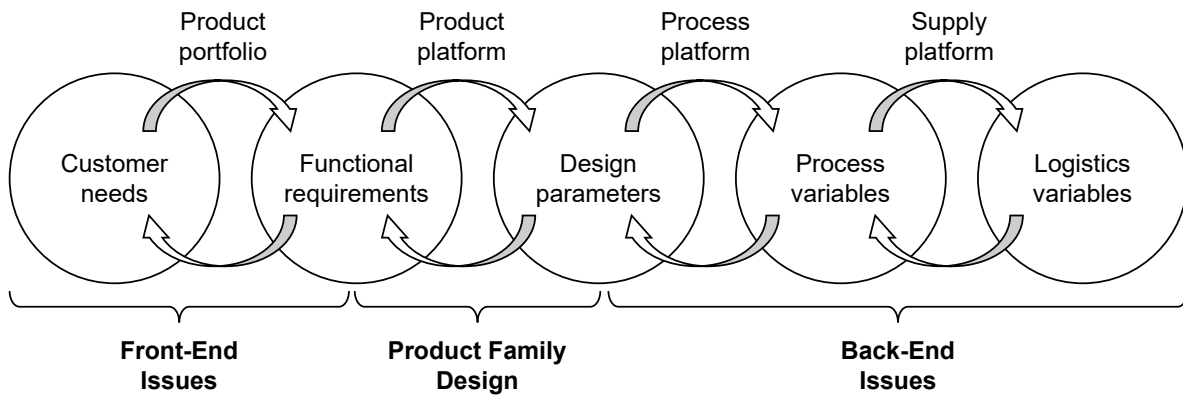 Product
portfolio
Product
platform
Process
platform
Supply
platform
Customer
needs
Functional
requirements
Design
parameters
Process
variables
Logistics
variables
Front-End
Issues
Product Family
Design
Back-End
Issues